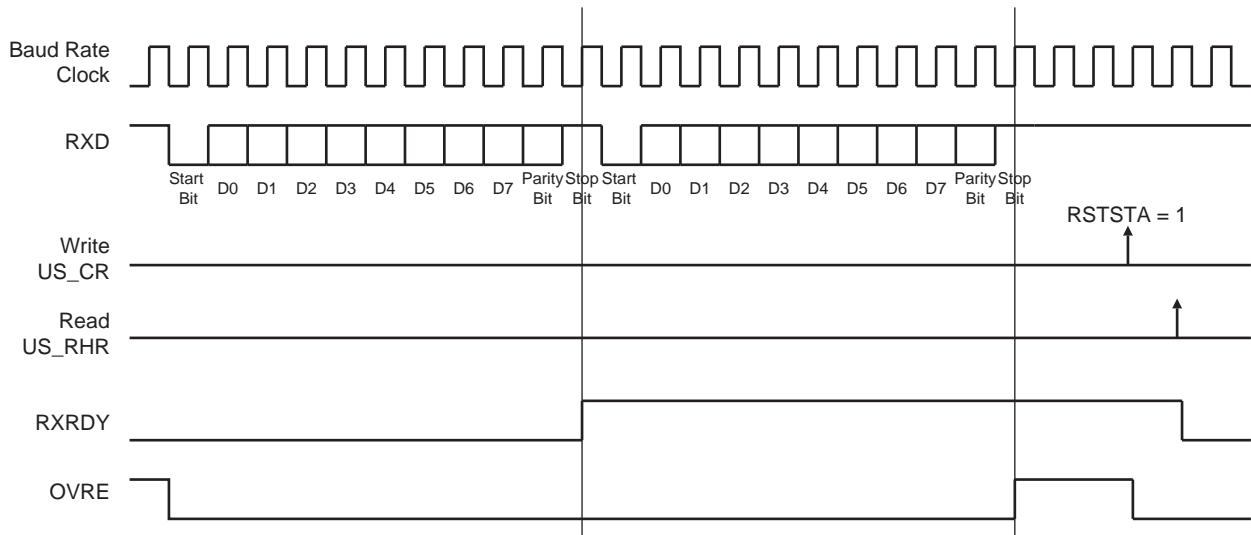 Baud Rate
Clock
RXD
Start
Bit
D0
D1
D2
D3
D4
D5
D6
D7
Parity
Bit
Stop
Bit
Start
Bit
D0
D1
D2
D3
D4
D5
D6
D7
Parity
Bit
Stop
Bit
RSTSTA = 1
Write
US_CR
Read
US_RHR
RXRDY
OVRE